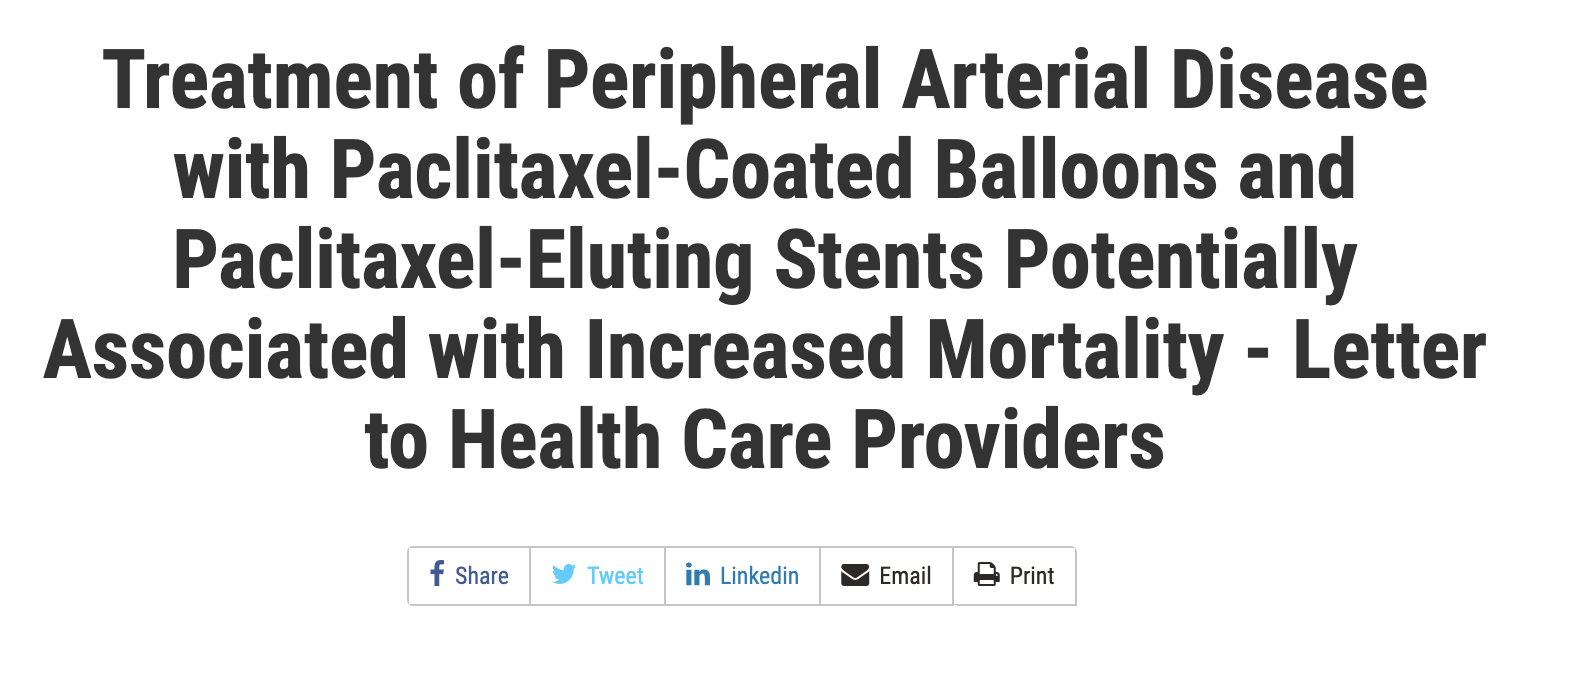 Treatment of Peripheral Arterial Disease
with Paclitaxel-Coated Balloons and
Paclitaxel-Eluting Stents Potentially
Associated with Increased Mortality - Letter
to Health Care Providers
Share Tweet Linkedin Email Print